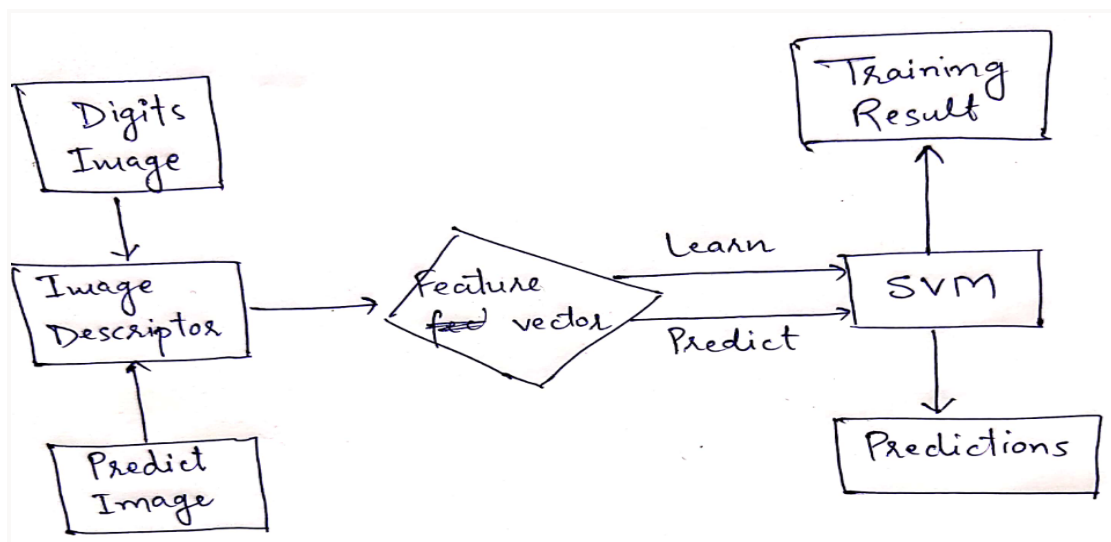 Digits
Image
Image
Descriptor
Predict
Image
Feature
vector
Learn
Predict
SVM
Training
Result
Predictions